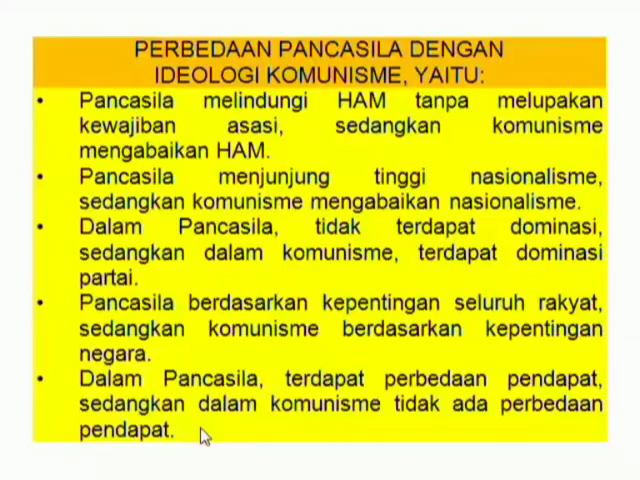 PERBEDAAN PANCASILA DENGAN
IDEOLOGI KOMUNISME, YAITU:
• Pancasila melindungi HAM tanpa melupakan
kewajiban asasi, sedangkan komunisme
mengabaikan HAM.
• Pancasila menjunjung tinggi nasionalisme,
sedangkan komunisme mengabaikan nasionalisme.
• Dalam Pancasila, tidak terdapat dominasi,
sedangkan dalam komunisme, terdapat dominasi
partai.
• Pancasila berdasarkan kepentingan seluruh rakyat,
sedangkan komunisme berdasarkan kepentingan
negara.
• Dalam Pancasila, terdapat perbedaan pendapat,
sedangkan dalam komunisme tidak ada perbedaan
pendapat.